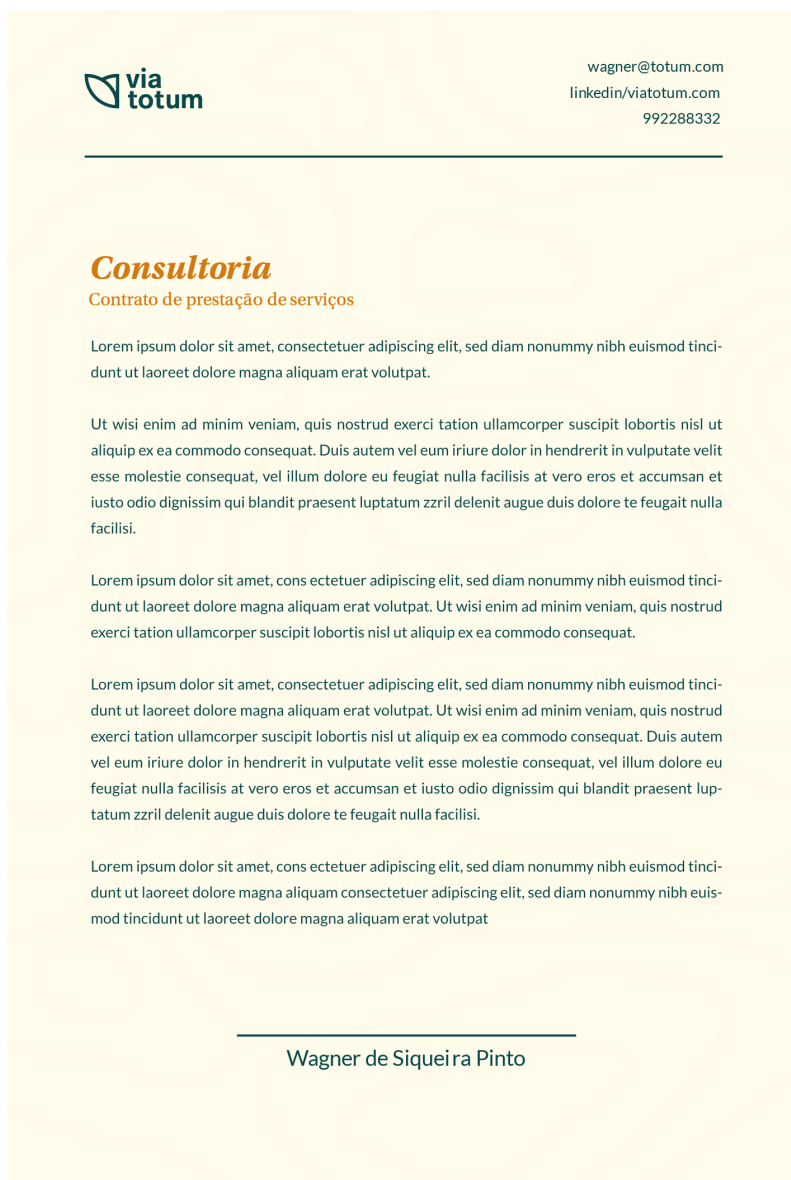 via
totum
wagner@totum.com
linkedin/viatotum.com
992288332
Consultoria
Contrato de prestação de serviços
Lorem ipsum dolor sit amet, consectetuer adipiscing elit, sed diam nonummy nibh euismod tinci-
dunt ut laoreet dolore magna aliquam erat volutpat.
Ut wisi enim ad minim veniam, quis nostrud exerci tation ullamcorper suscipit lobortis nisl ut
aliquip ex ea commodo consequat. Duis autem vel eum iriure dolor in hendrerit in vulputate velit
esse molestie consequat, vel illum dolore eu feugiat nulla facilisis at vero eros et accumsan et
iusto odio dignissim qui blandit praesent luptatum zzril delenit augue duis dolore te feugait nulla
facilisi.
Lorem ipsum dolor sit amet, cons ectetuer adipiscing elit, sed diam nonummy nibh euismod tinci-
dunt ut laoreet dolore magna aliquam erat volutpat. Ut wisi enim ad minim veniam, quis nostrud
exerci tation ullamcorper suscipit lobortis nisl ut aliquip ex ea commodo consequat.
Lorem ipsum dolor sit amet, consectetuer adipiscing elit, sed diam nonummy nibh euismod tinci-
dunt ut laoreet dolore magna aliquam erat volutpat. Ut wisi enim ad minim veniam, quis nostrud
exerci tation ullamcorper suscipit lobortis nisl ut aliquip ex ea commodo consequat. Duis autem
vel eum iriure dolor in hendrerit in vulputate velit esse molestie consequat, vel illum dolore eu
feugiat nulla facilisis at vero eros et accumsan et iusto odio dignissim qui blandit praesent lup-
tatum zzril delenit augue duis dolore te feugait nulla facilisi.
Lorem ipsum dolor sit amet, cons ectetuer adipiscing elit, sed diam nonummy nibh euismod tinci-
dunt ut laoreet dolore magna aliquam consectetuer adipiscing elit, sed diam nonummy nibh euis-
mod tincidunt ut laoreet dolore magna aliquam erat volutpat
Wagner de Siqueira Pinto